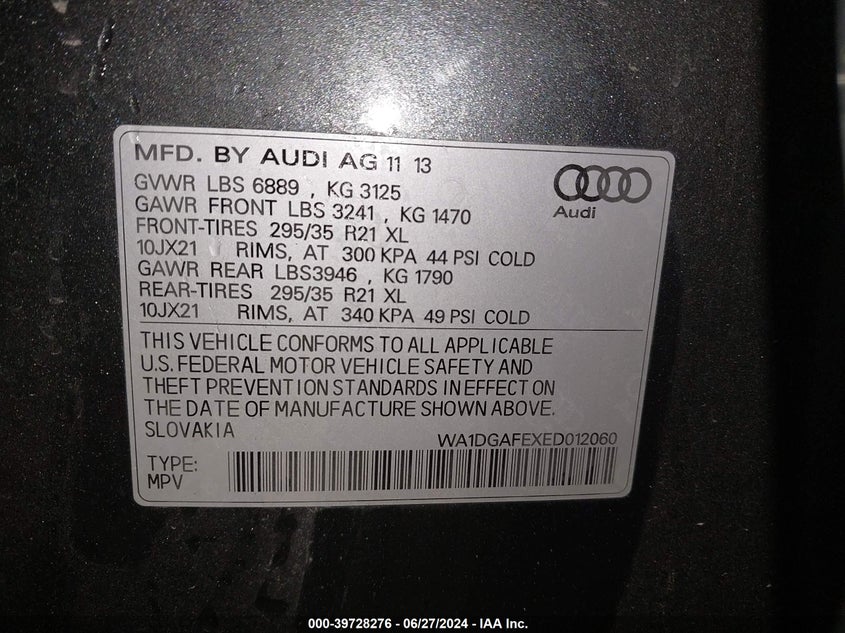 MFD. BY AUDI AG 11 13
Audi
GVWR LBS 6889 , KG 3125
GAWR FRONT LBS 3241 , KG 1470
FRONT-TIRES 295/35 R21 XL
10JX21 RIMS, AT 300 KPA 44 PSI COLD
GAWR REAR LBS3946 , KG 1790
REAR-TIRES 295/35 R21 XL
10JX21 RIMS, AT 340 KPA 49 PSI COLD
THIS VEHICLE CONFORMS TO ALL APPLICABLE
U.S. FEDERAL MOTOR VEHICLE SAFETY AND
THEFT PREVENTION STANDARDS IN EFFECT ON
THE DATE OF MANUFACTURE SHOWN ABOVE.
SLOVAKIA
WA1DGAFEXED012060
TYPE:
MPV
000-39728276 - 06/27/2024 - IAA Inc.